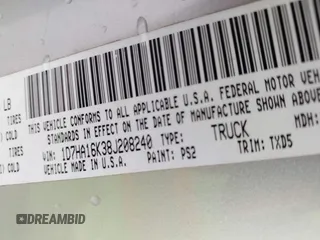 LB
TIRES
COLD
TIRES
COLD
THIS VEHICLE CONFORMS TO ALL APPLICABLE U.S.A. FEDERAL MOTOR VEH
STANDARDS IN EFFECT ON THE DATE OF MANUFACTURE SHOWN ABOVE
VIN: 1D7HA16K38J208240 TYPE: TRUCK MDH:
VEHICLE MADE IN U.S.A. PAINT: PS2 TRIM: TXD5
DREAMBID